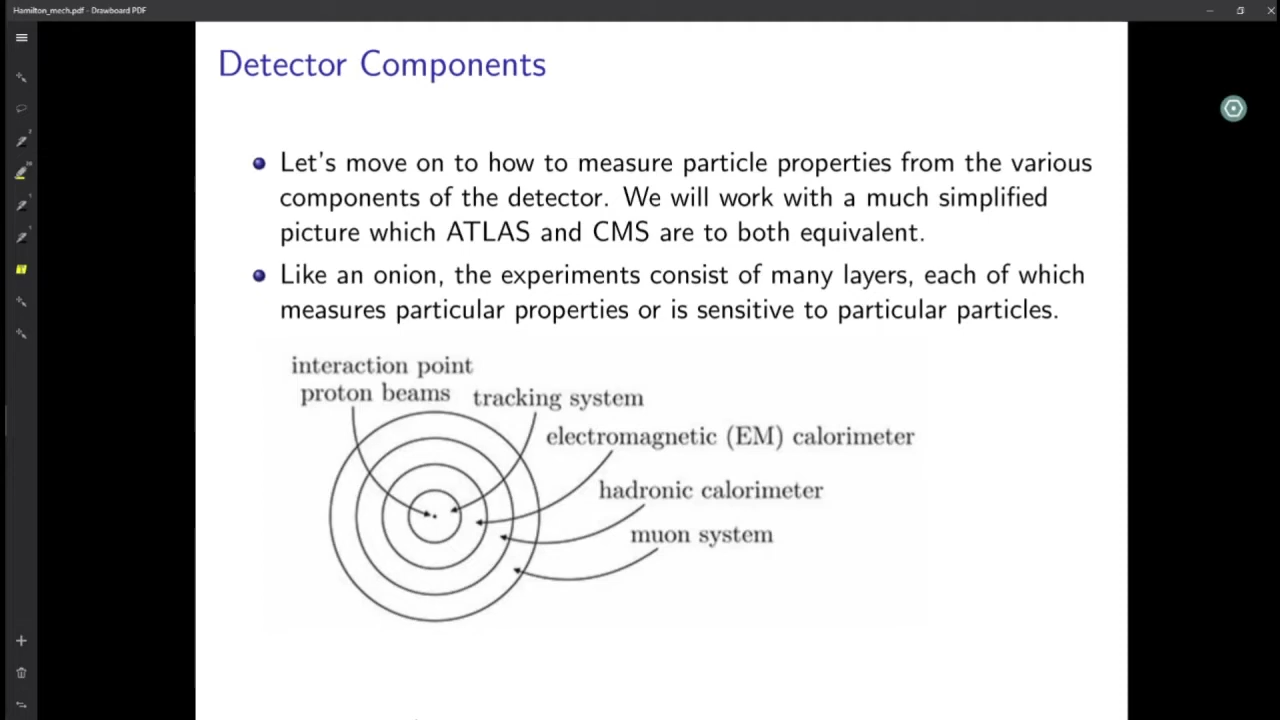 Hamilton_mech.pdf - Drawboard PDF
Detector Components
Let's move on to how to measure particle properties from the various
components of the detector. We will work with a much simplified
picture which ATLAS and CMS are to both equivalent.
Like an onion, the experiments consist of many layers, each of which
measures particular properties or is sensitive to particular particles.
interaction point
proton beams
tracking system
electromagnetic (EM) calorimeter
hadronic calorimeter
muon system